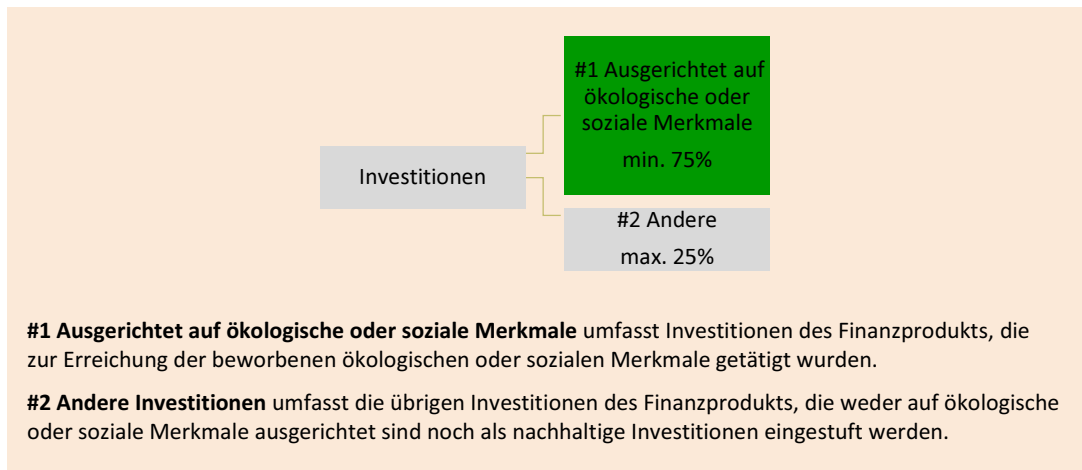 #1 Ausgerichtet auf
ökologische oder
soziale Merkmale
min. 75%
Investitionen
#2 Andere
max. 25%
#1 Ausgerichtet auf ökologische oder soziale Merkmale umfasst Investitionen des Finanzprodukts, die
zur Erreichung der beworbenen ökologischen oder sozialen Merkmale getätigt wurden.
#2 Andere Investitionen umfasst die übrigen Investitionen des Finanzprodukts, die weder auf ökologische
oder soziale Merkmale ausgerichtet sind noch als nachhaltige Investitionen eingestuft werden.